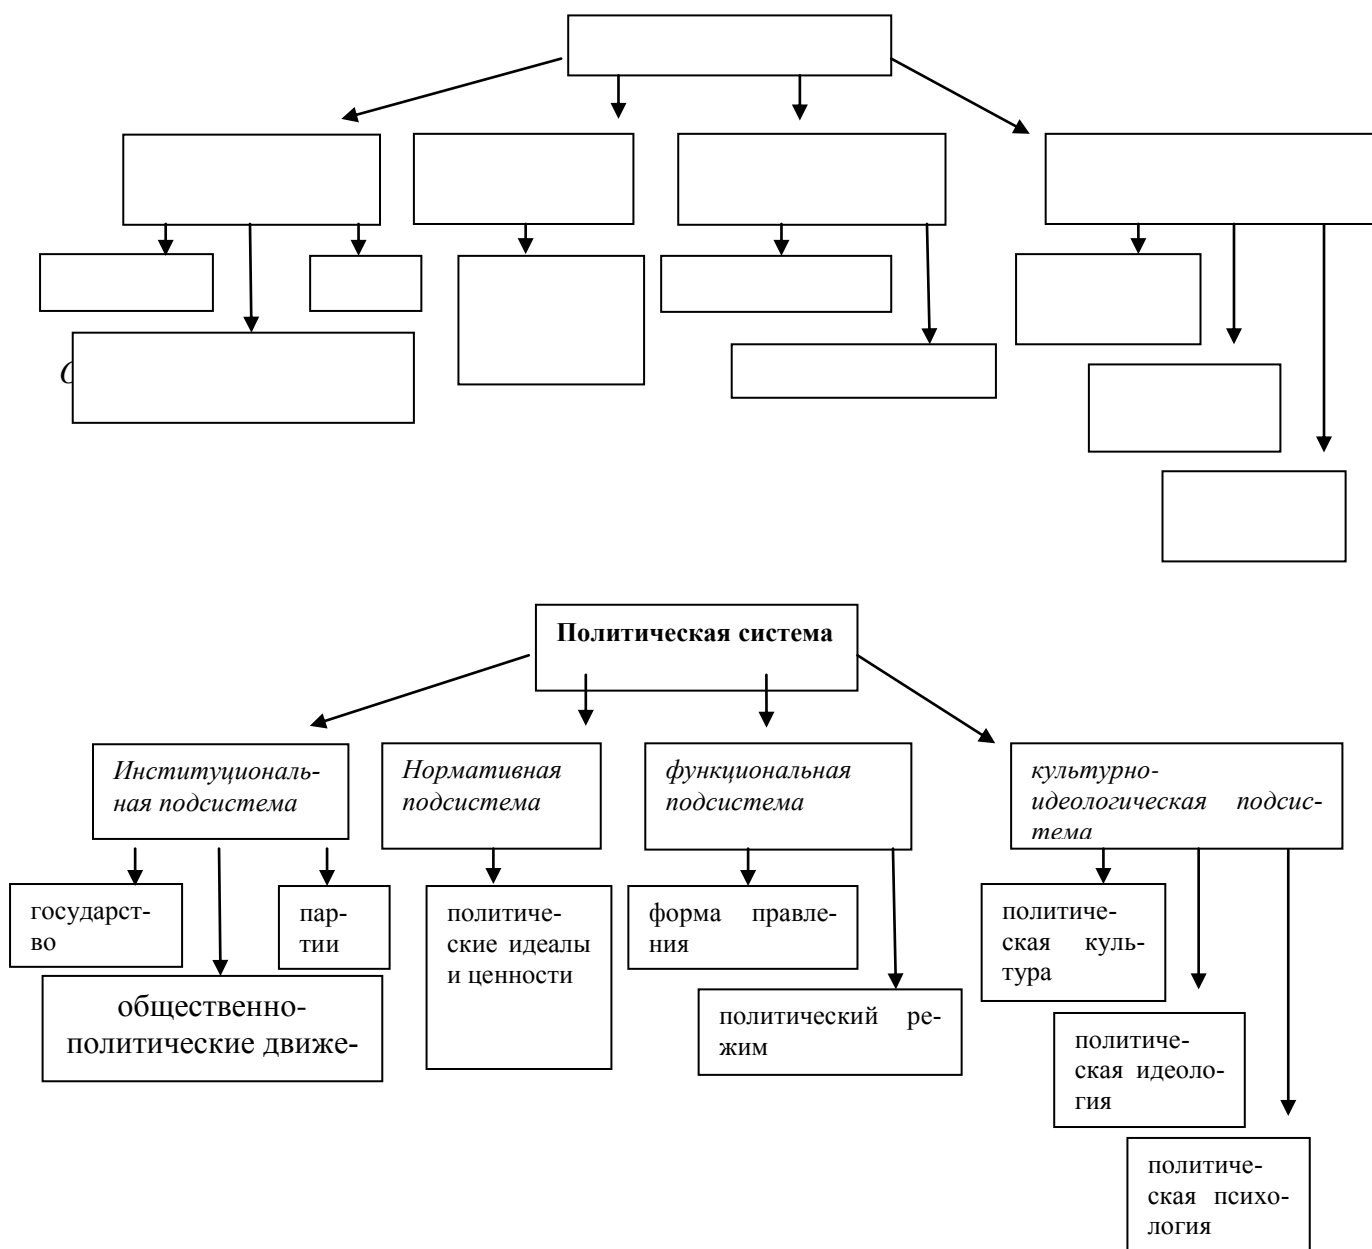 Политическая система
Институциональ-
ная подсистема
Нормативная
подсистема
функциональная
подсистема
культурно-
идеологическая подсис-
тема
государст-
во
пар-
тии
общественно-
политические движе-
политиче-
ские идеалы
и ценности
форма правле-
ния
политический ре-
жим
политиче-
ская куль-
тура
политиче-
ская идеоло-
гия
политиче-
ская психо-
логия